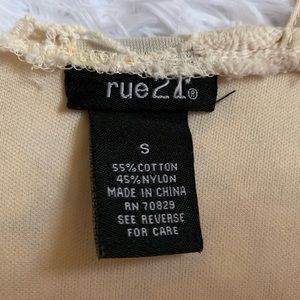 rue21®
S
55%COTTON
45%NYLON
MADE IN CHINA
RN 70829
SEE REVERSE
FOR CARE